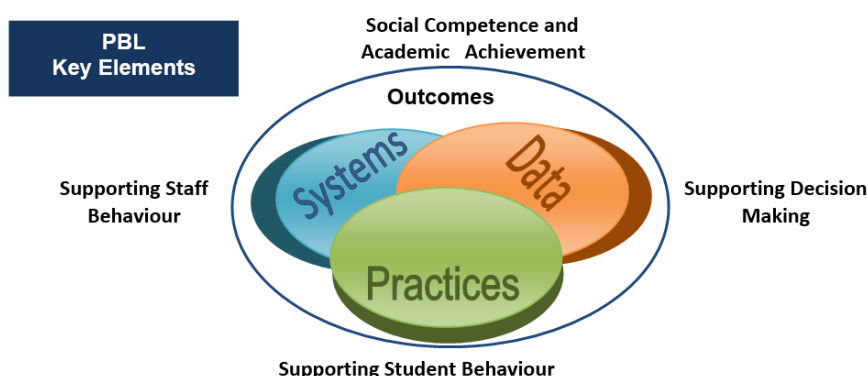 PBL
Key Elements
Social Competence and
Academic Achievement
Outcomes
Systems
Data
Supporting Staff
Behaviour
Supporting Decision
Making
Practices
Supporting Student Behaviour